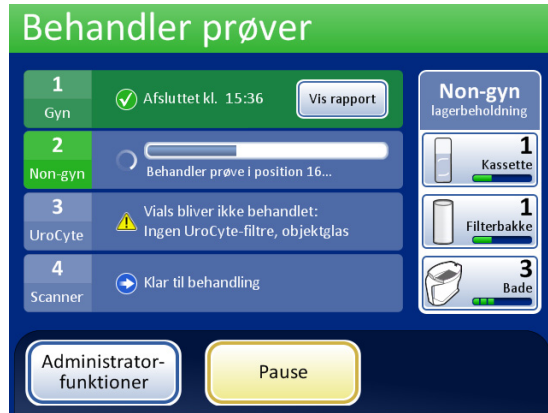 Behandler prøver
1
Gyn
Afsluttet kl. 15:36
Vis rapport
2
Non-gyn
Behandler prøve i position 16...
3
UroCyte
Vials bliver ikke behandlet:
Ingen UroCyte-filtre, objektglas
4
Scanner
Klar til behandling
Non-gyn
lagerbeholdning
1
Kassette
1
Filterbakke
3
Bade
Administrator-
funktioner
Pause